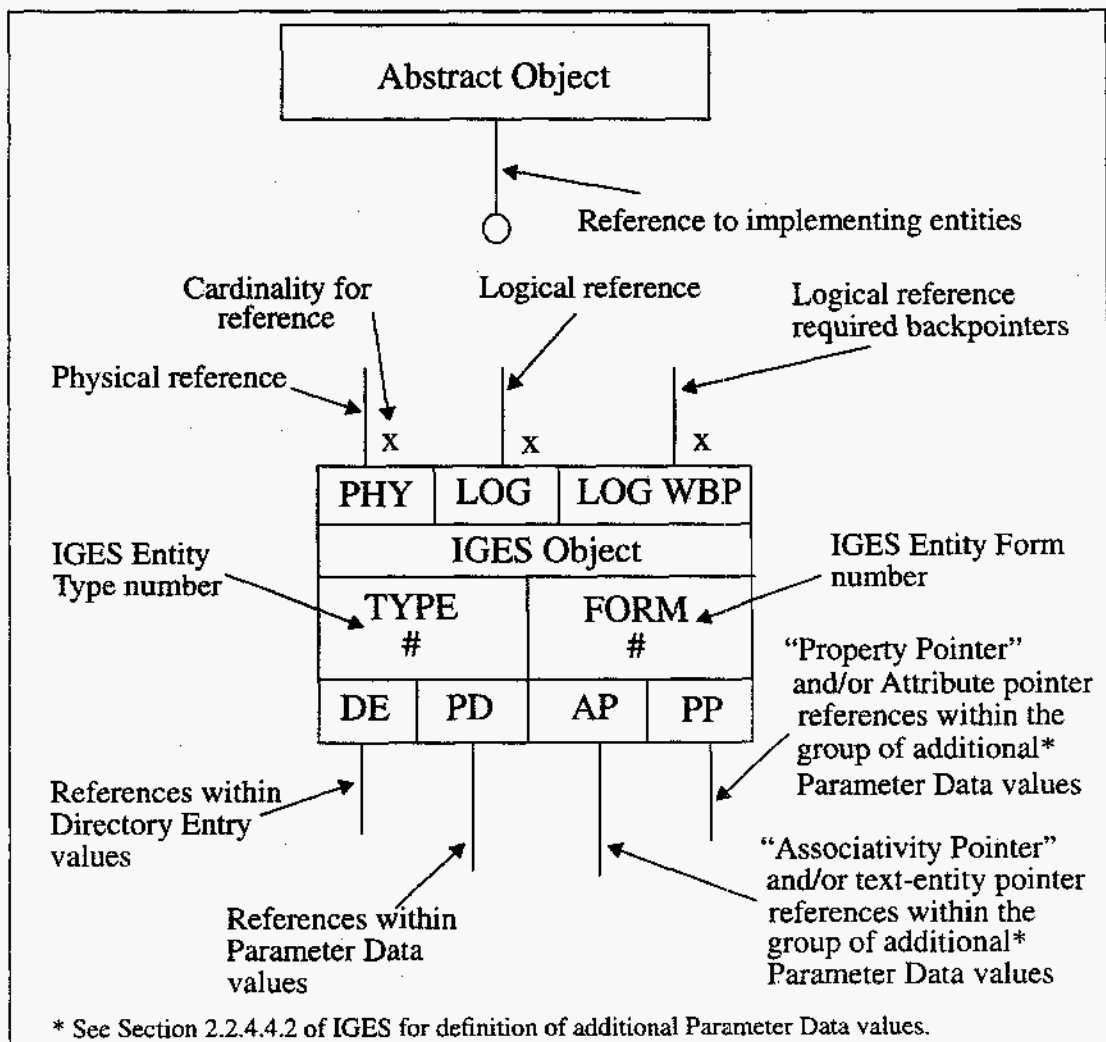 Abstract Object
Reference to implementing entities
Cardinality for
reference
Logical reference
Logical reference
required backpointers
Physical reference
x
x
x
PHY
LOG
LOG WBP
IGES Object
IGES Entity
Type number
IGES Entity Form
number
TYPE
#
FORM
#
DE
PD
AP
PP
“Property Pointer”
and/or Attribute pointer
references within the
group of additional*
Parameter Data values
References within
Directory Entry
values
References within
Parameter Data
values
“Associativity Pointer”
and/or text-entity pointer
references within the
group of additional*
Parameter Data values
* See Section 2.2.4.4.2 of IGES for definition of additional Parameter Data values.